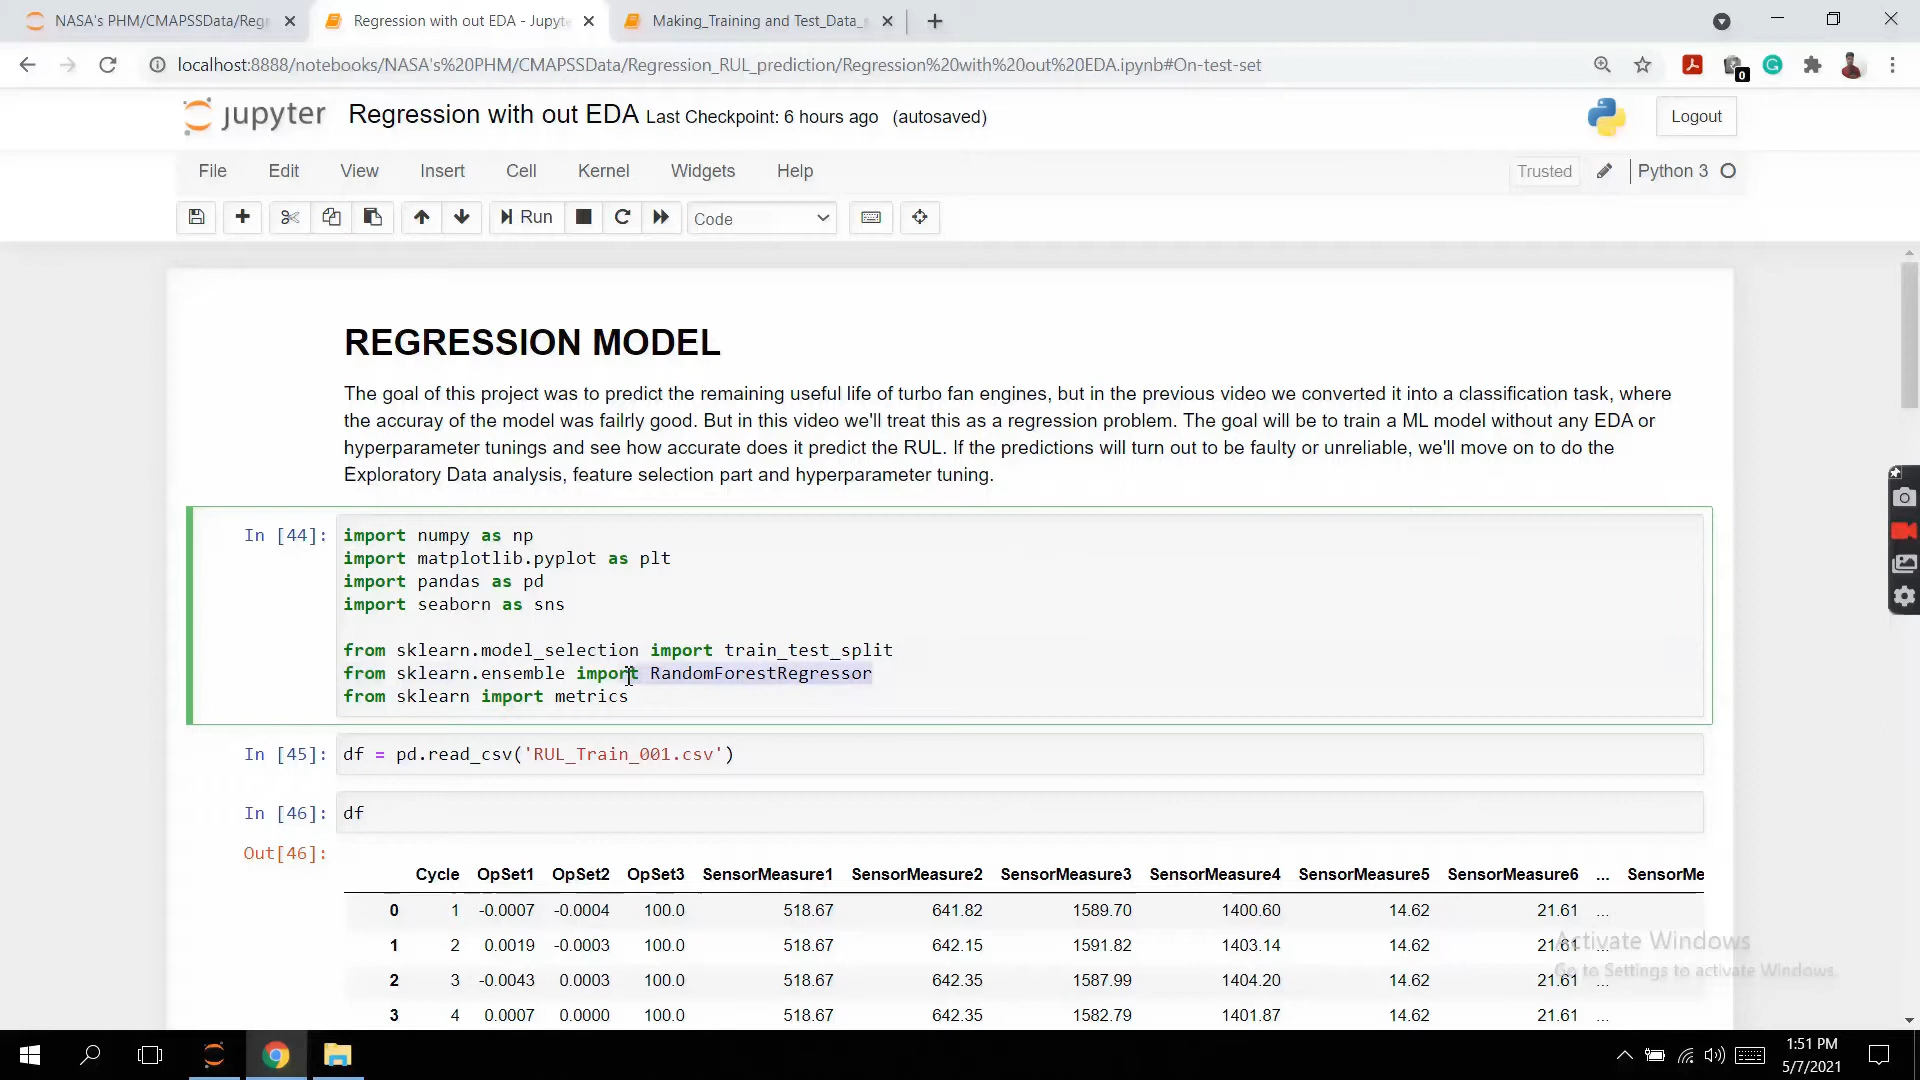 NASA's PHM/CMAPSSData/Regr
Regression with out EDA - Jupyte
Making_Training and Test_Data_
localhost:8888/notebooks/NASA's%20PHM/CMAPSSData/Regression_RUL_prediction/Regression%20with%20out%20EDA.ipynb#On-test-set
0
jupyter Regression with out EDA Last Checkpoint: 6 hours ago (autosaved)
Logout
File Edit View Insert Cell Kernel Widgets Help
Trusted Python 3
Run Code
REGRESSION MODEL
The goal of this project was to predict the remaining useful life of turbo fan engines, but in the previous video we converted it into a classification task, where
the accuray of the model was failrly good. But in this video we'll treat this as a regression problem. The goal will be to train a ML model without any EDA or
hyperparameter tunings and see how accurate does it predict the RUL. If the predictions will turn out to be faulty or unreliable, we'll move on to do the
Exploratory Data analysis, feature selection part and hyperparameter tuning.
In [44]: import numpy as np
import matplotlib.pyplot as plt
import pandas as pd
import seaborn as sns
from sklearn.model_selection import train_test_split
from sklearn.ensemble import RandomForestRegressor
from sklearn import metrics
In [45]: df = pd.read_csv('RUL_Train_001.csv')
In [46]: df
Out[46]:
Cycle OpSet1 OpSet2 OpSet3 SensorMeasure1 SensorMeasure2 SensorMeasure3 SensorMeasure4 SensorMeasure5 SensorMeasure6 ... SensorMe
0 1 -0.0007 -0.0004 100.0 518.67 641.82 1589.70 1400.60 14.62 21.61 ...
1 2 0.0019 -0.0003 100.0 518.67 642.15 1591.82 1403.14 14.62 21.61 ...
2 3 -0.0043 0.0003 100.0 518.67 642.35 1587.99 1404.20 14.62 21.61 ...
3 4 0.0007 0.0000 100.0 518.67 642.35 1582.79 1401.87 14.62 21.61 ...
Activate Windows
Go to Settings to activate Windows.
1:51 PM
5/7/2021